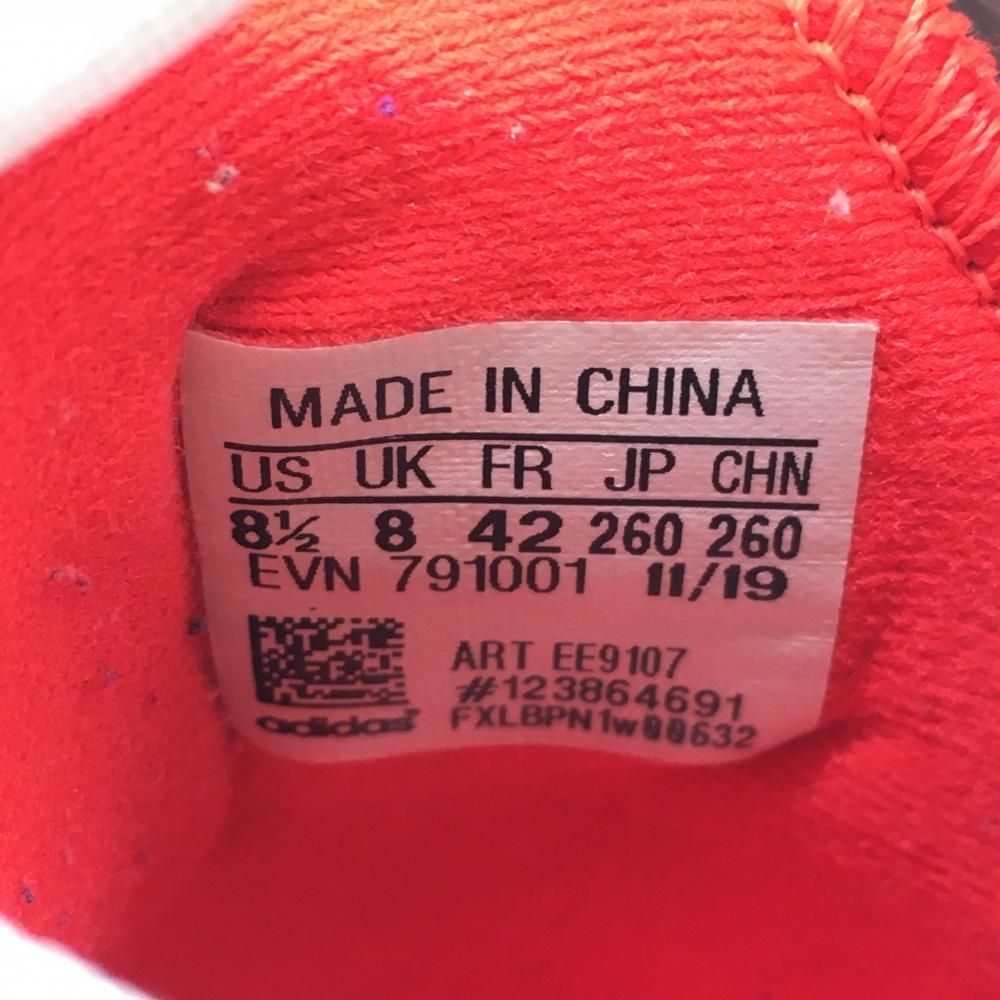 MADE IN CHINA
US UK FR JP CHN
8½ 8 42 260 260
EVN 791001 11/19
ART EE9107
#123864691
FXLBPN1w00632
adidas